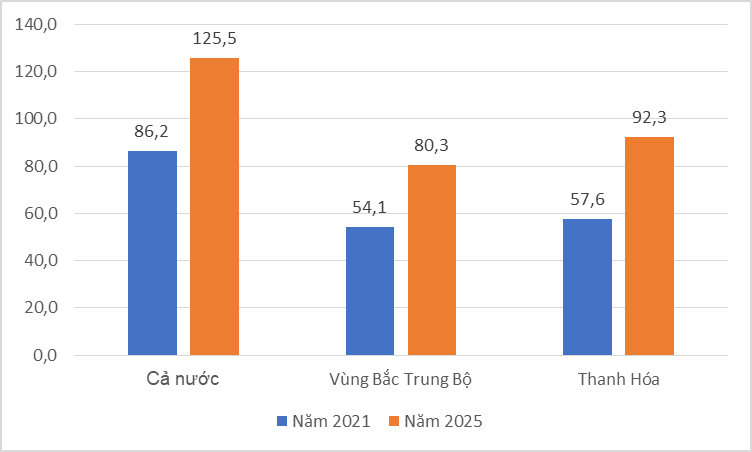 140,0
120,0
100,0
80,0
60,0
40,0
20,0
0,0
86,2
125,5
54,1
80,3
57,6
92,3
Cả nước
Vùng Bắc Trung Bộ
Thanh Hóa
Năm 2021
Năm 2025